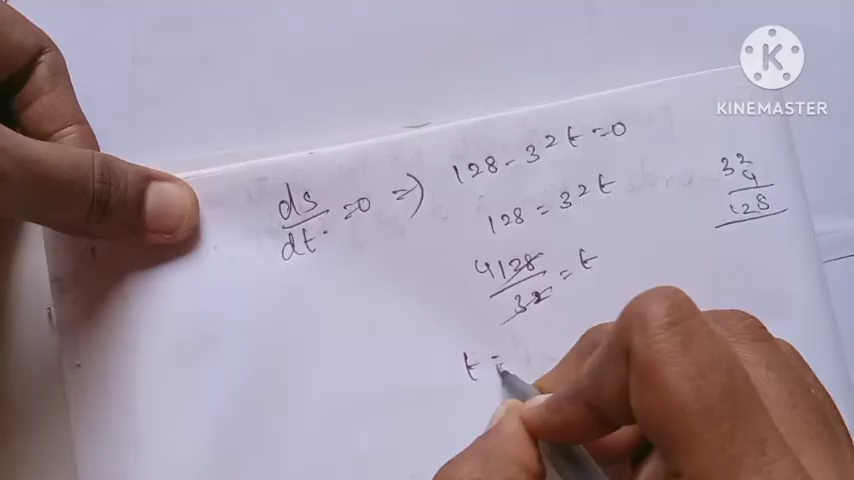 K
KINEMASTER
ds/dt = 0 ⇒ 128 - 32t = 0
128 = 32t
4 128/32 = t
t =
32
4
128